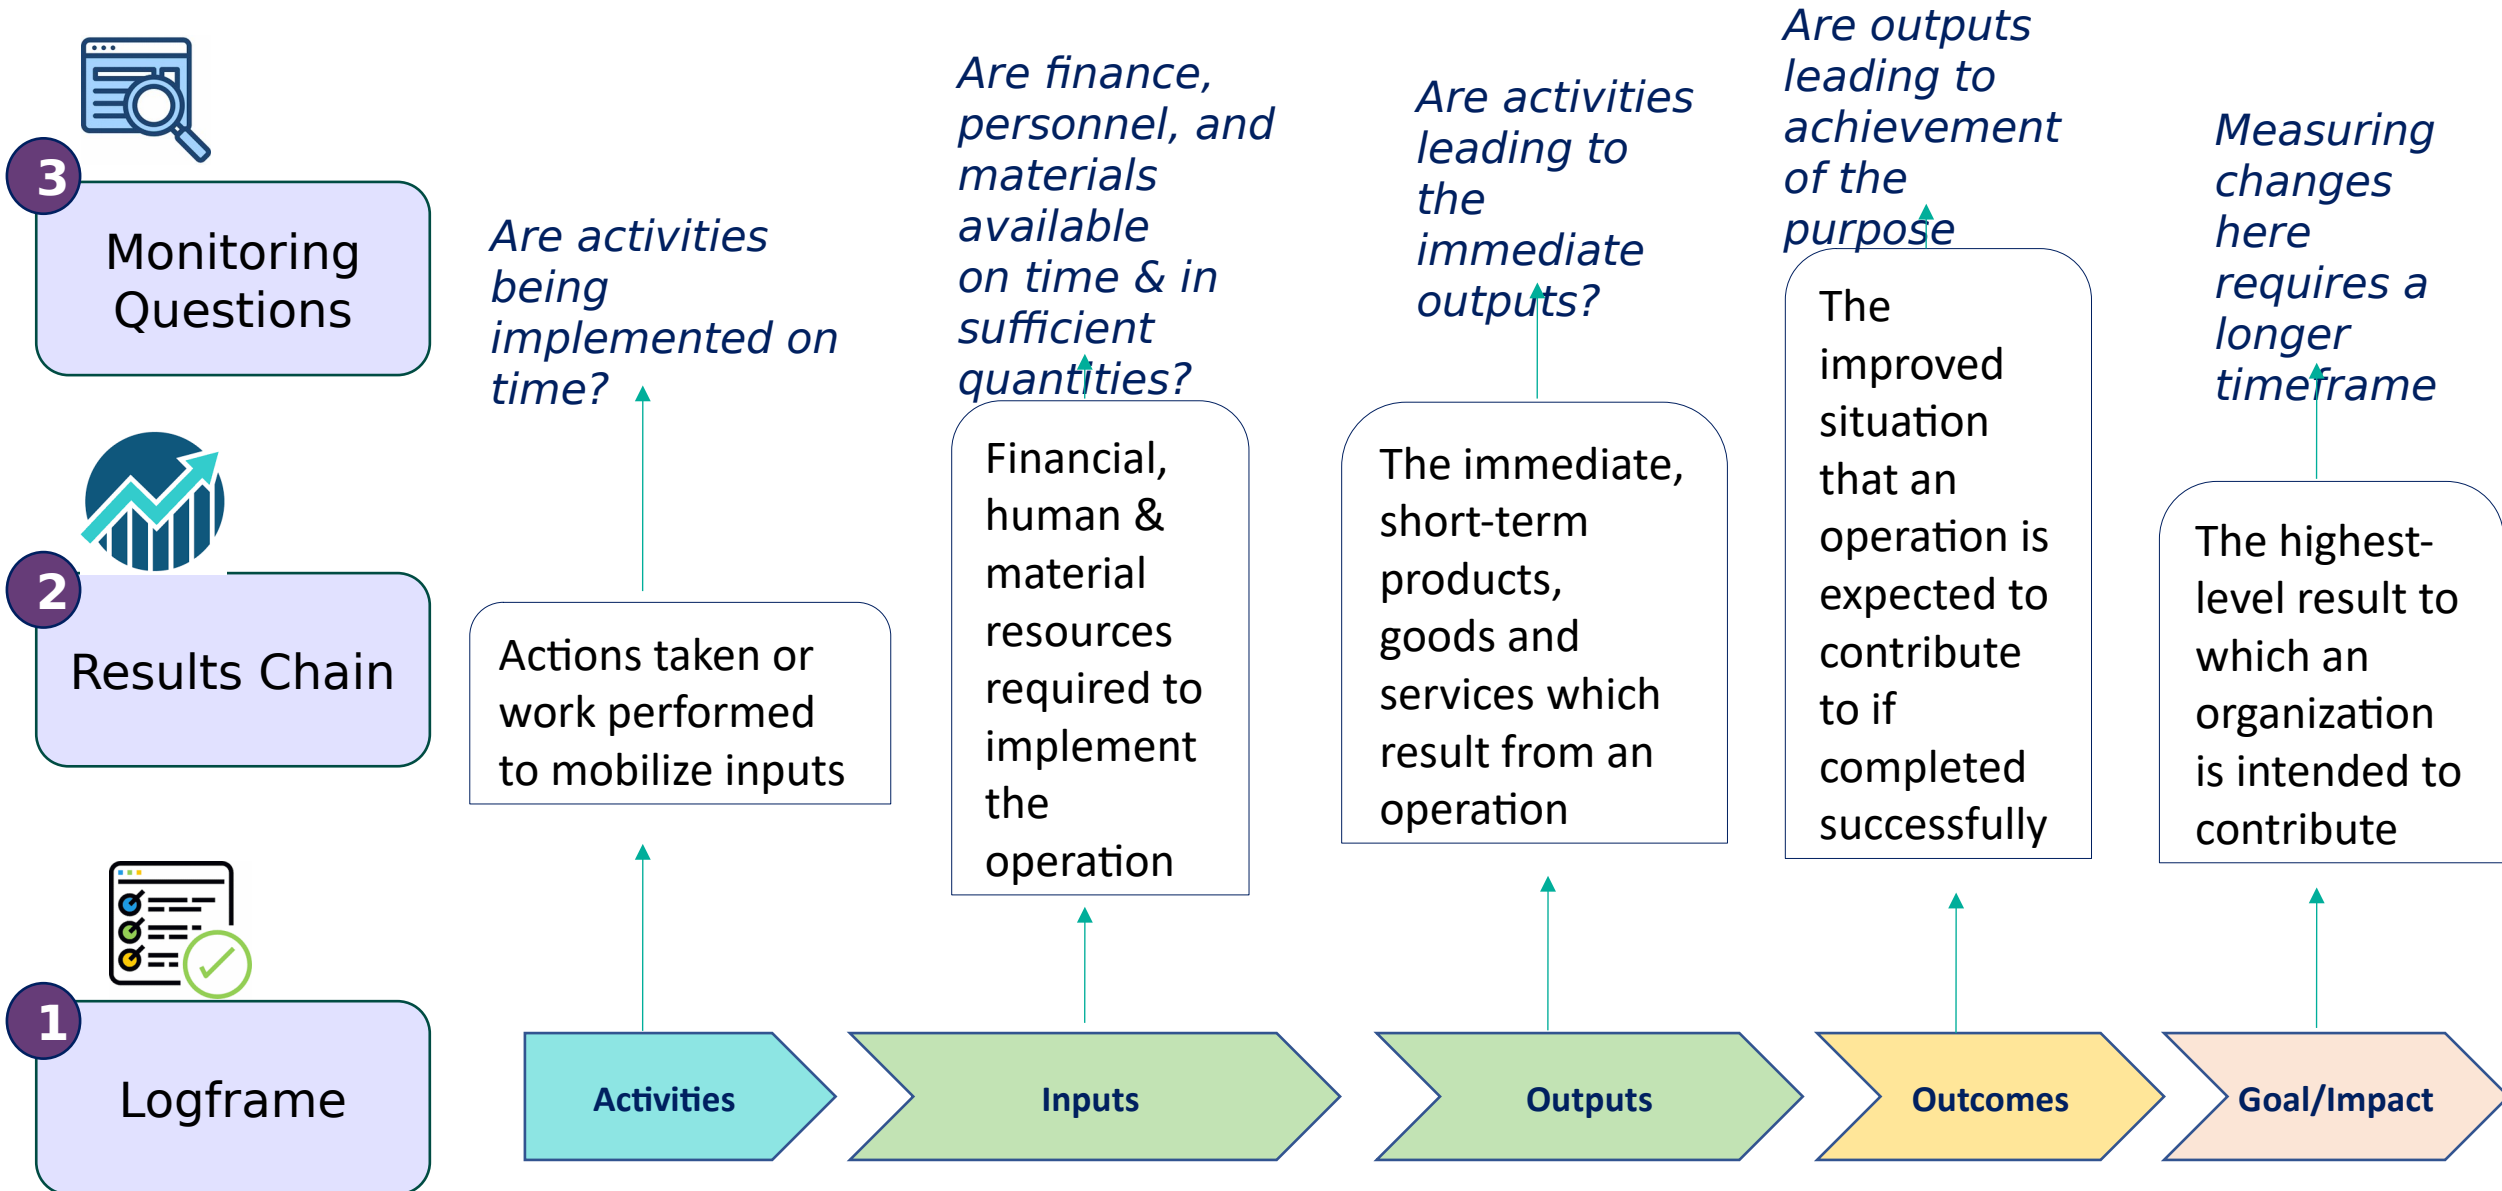 3
Monitoring
Questions
Are activities
being
implemented on
time?
Are finance,
personnel, and
materials
available
on time & in
sufficient
quantities?
Are activities
leading to
the
immediate
outputs?
Are outputs
leading to
achievement
of the
purpose
Measuring
changes
here
requires a
longer
timeframe
2
Results Chain
Actions taken or
work performed
to mobilize inputs
Financial,
human &
material
resources
required to
implement
the
operation
The immediate,
short-term
products,
goods and
services which
result from an
operation
The
improved
situation
that an
operation is
expected to
contribute
to if
completed
successfully
The highest-
level result to
which an
organization
is intended to
contribute
1
Logframe
Activities
Inputs
Outputs
Outcomes
Goal/Impact